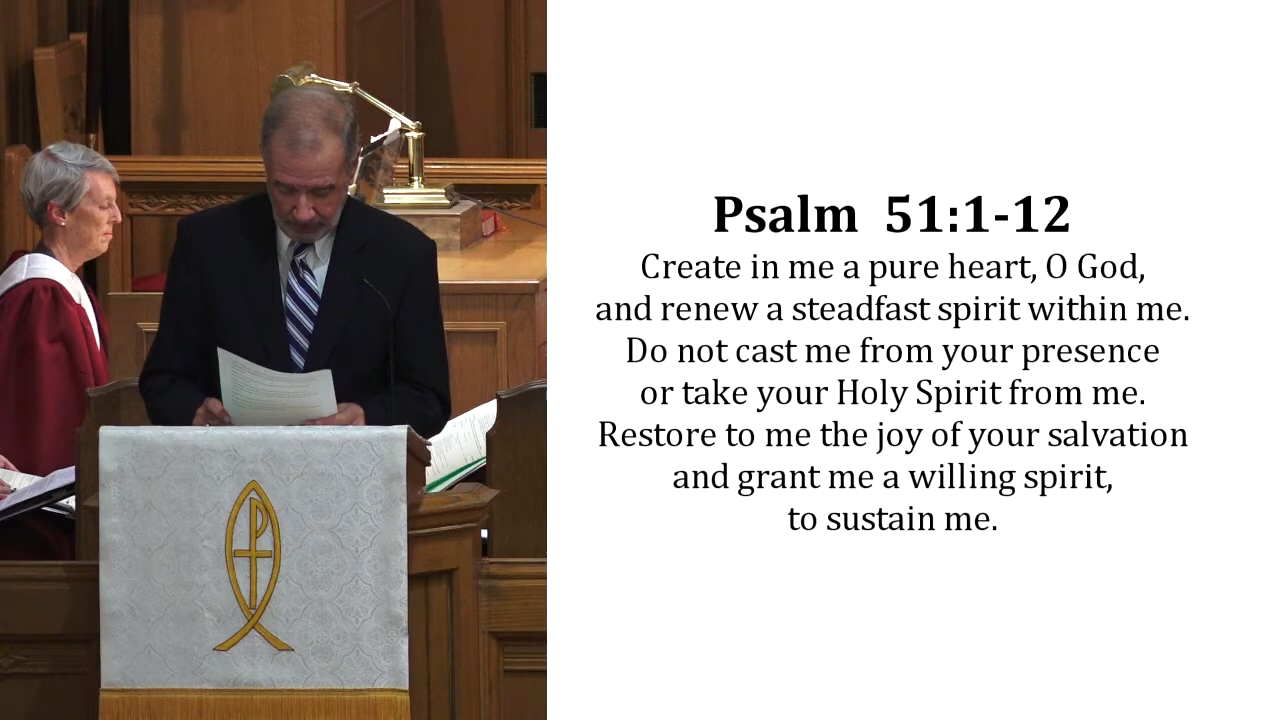 Psalm 51:1-12
Create in me a pure heart, O God,
and renew a steadfast spirit within me.
Do not cast me from your presence
or take your Holy Spirit from me.
Restore to me the joy of your salvation
and grant me a willing spirit,
to sustain me.